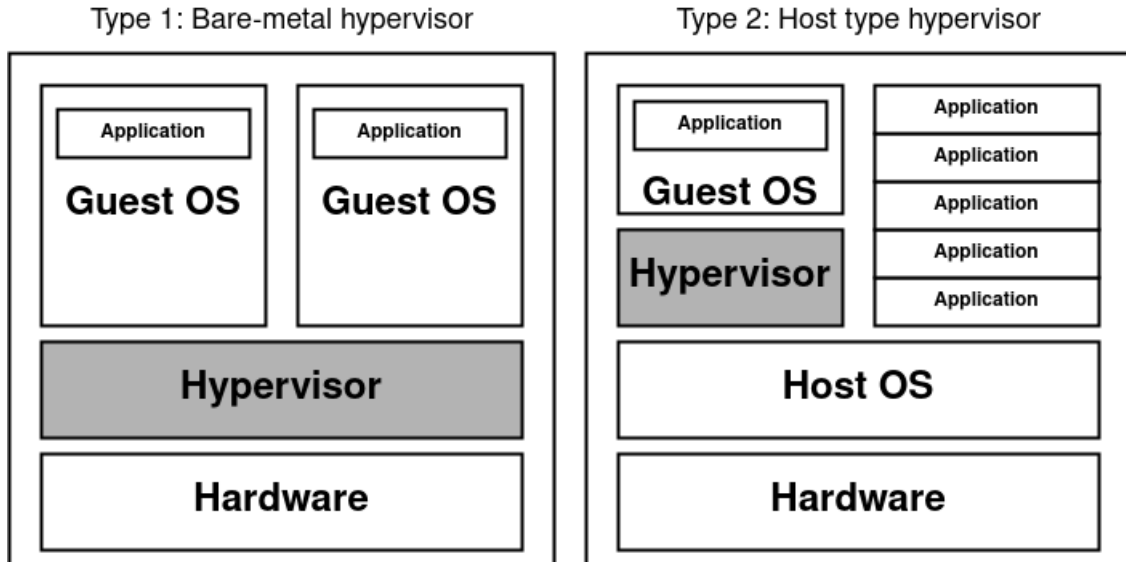 Type 1: Bare-metal hypervisor
Application
Guest OS
Application
Guest OS
Hypervisor
Hardware
Type 2: Host type hypervisor
Application
Guest OS
Hypervisor
Application
Application
Application
Application
Application
Host OS
Hardware